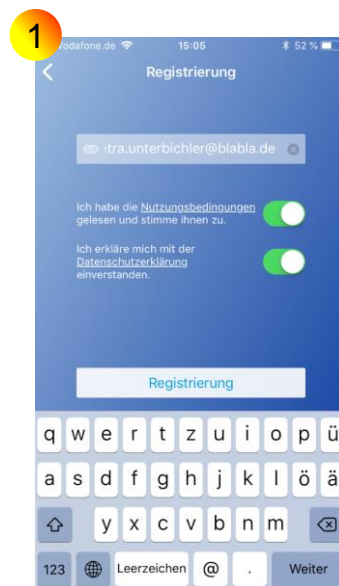 1
vodafone.de 15:05 52 %
Registrierung
:tra.unterbichler@blabla.de
Ich habe die Nutzungsbedingungen
gelesen und stimme ihnen zu.
Ich erkläre mich mit der
Datenschutzerklärung
einverstanden.
Registrierung
q w e r t z u i o p ü
a s d f g h j k l ö ä
y x c v b n m
123 Leerzeichen @ . Weiter